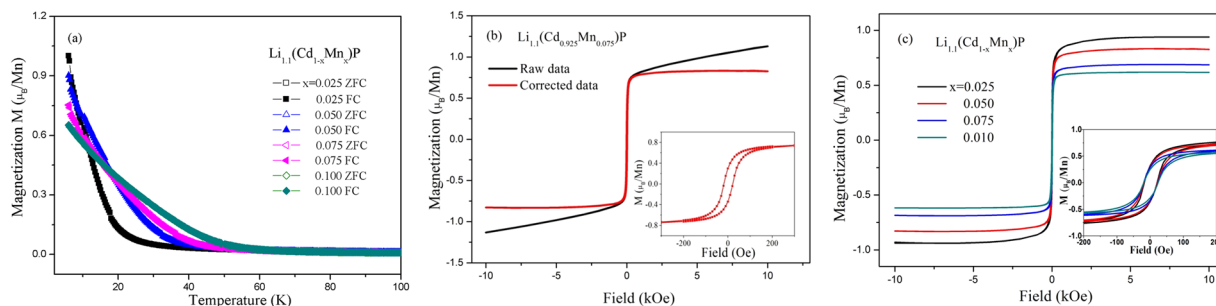 (a)
Li1.1(Cd1-xMnx)P
x=0.025 ZFC
0.025 FC
0.050 ZFC
0.050 FC
0.075 ZFC
0.075 FC
0.100 ZFC
0.100 FC
Magnetization M (μB/Mn)
1.2
0.9
0.6
0.3
0.0
20 40 60 80 100
Temperature (K)
(b) Li1.1(Cd0.925Mn0.075)P
Raw data
Corrected data
Magnetization (μB/Mn)
1.5
1.0
0.5
0.0
-0.5
-1.0
-1.5
-10 -5 0 5 10
Field (kOe)
M (μB/Mn)
0.8
0.4
0.0
-0.4
-0.8
-200 0 200
Field (Oe)
(c) Li1.1(Cd1-xMnx)P
x=0.025
0.050
0.075
0.010
Magnetization (μB/Mn)
1.0
0.5
0.0
-0.5
-1.0
-10 -5 0 5 10
Field (kOe)
M (μB/Mn)
1.0
0.5
0.0
-0.5
-1.0
-200 -100 0 100 200
Field (Oe)